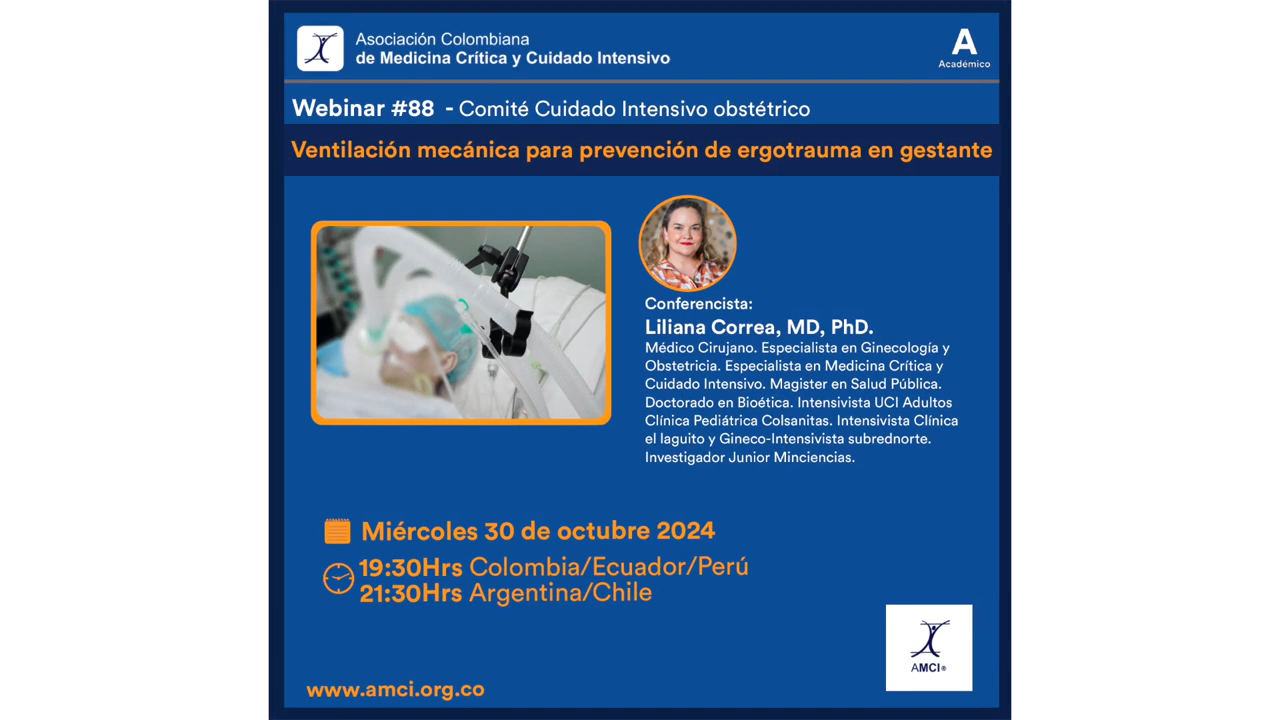 Asociación Colombiana
de Medicina Crítica y Cuidado Intensivo
A
Académico
Webinar #88 - Comité Cuidado Intensivo obstétrico
Ventilación mecánica para prevención de ergotrauma en gestante
Conferencista:
Liliana Correa, MD, PhD.
Médico Cirujano. Especialista en Ginecología y
Obstetricia. Especialista en Medicina Crítica y
Cuidado Intensivo. Magister en Salud Pública.
Doctorado en Bioética. Intensivista UCI Adultos
Clínica Pediátrica Colsanitas. Intensivista Clínica
el laguito y Gineco-Intensivista subrednorte.
Investigador Junior Minciencias.
Miércoles 30 de octubre 2024
19:30Hrs Colombia/Ecuador/Perú
21:30Hrs Argentina/Chile
AMCI®
www.amci.org.co